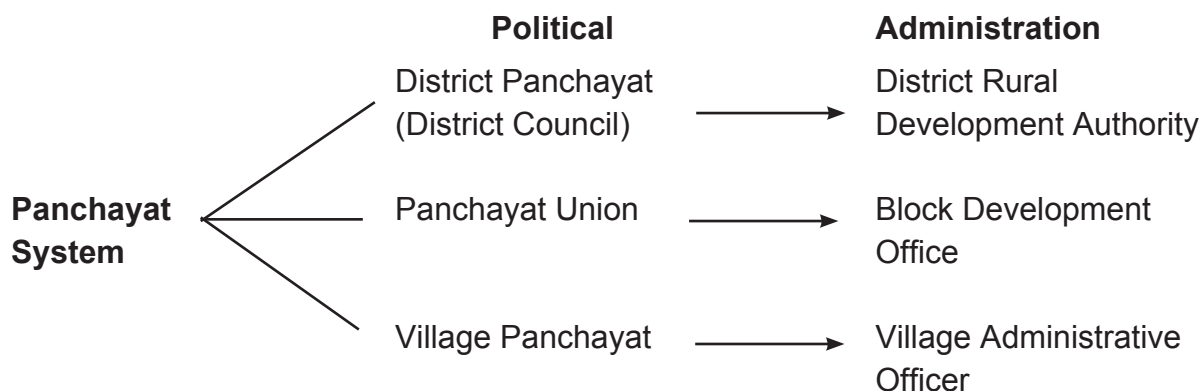 Political Administration
District Panchayat
(District Council)
District Rural
Development Authority
Panchayat
System
Panchayat Union
Block Development
Office
Village Panchayat
Village Administrative
Officer